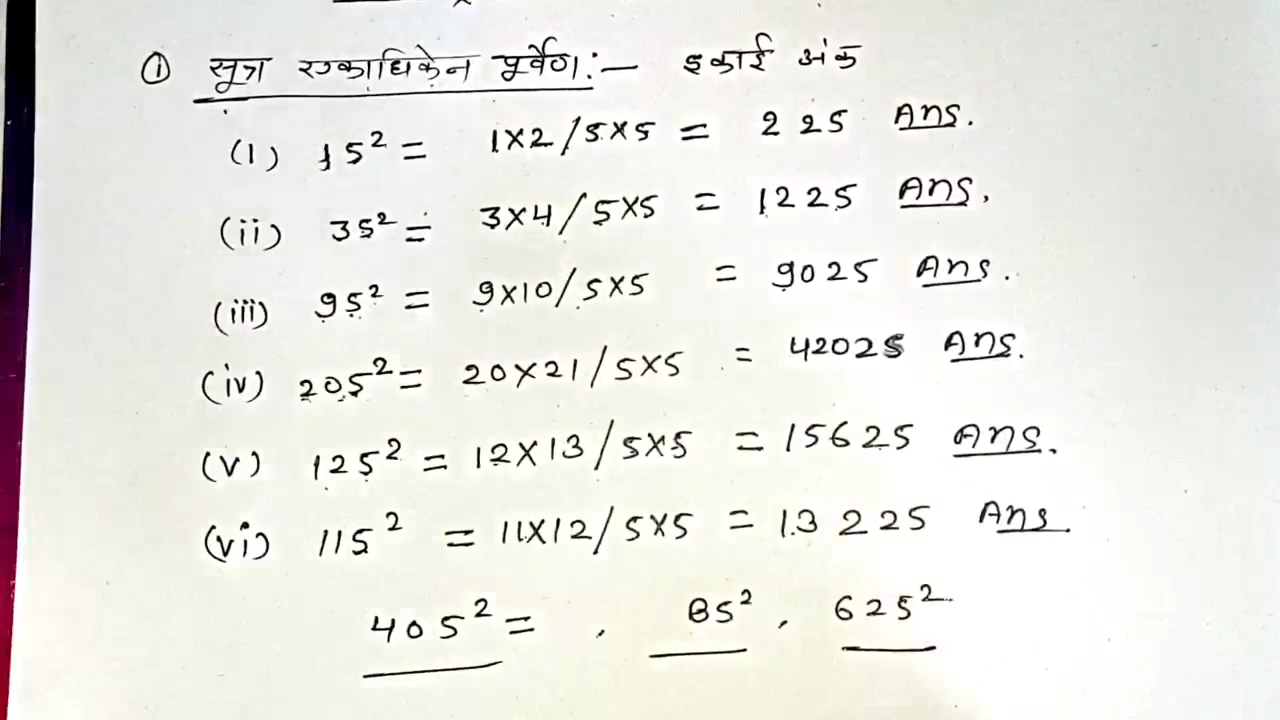 ① सूत्र एकाधिकेन पूर्वेण:— इकाई अंक
(i) 15² = 1×2/5×5 = 225 Ans.
(ii) 35² = 3×4/5×5 = 1225 Ans.
(iii) 95² = 9×10/5×5 = 9025 Ans.
(iv) 205² = 20×21/5×5 = 42025 Ans.
(v) 125² = 12×13/5×5 = 15625 Ans.
(vi) 115² = 11×12/5×5 = 13225 Ans.
405² = , 85², 625²